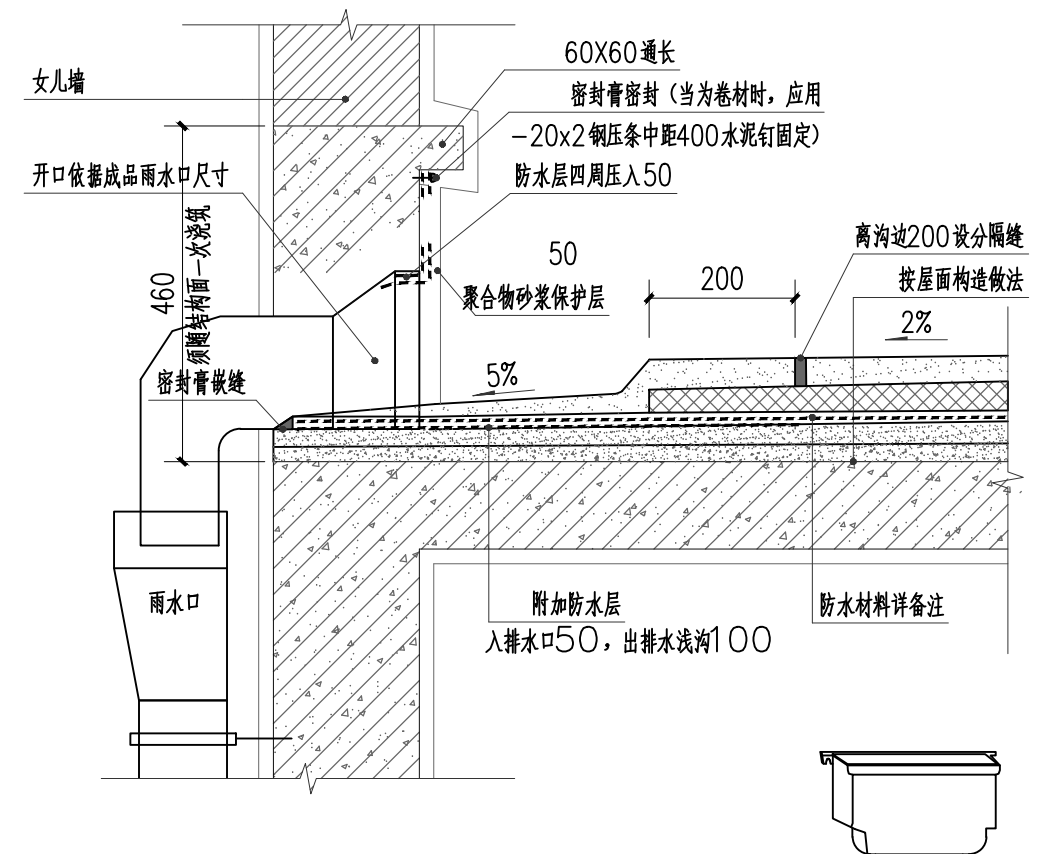 60X60通长
女儿墙
密封膏密封（当为卷材时，应用
-20x2钢压条中距400水泥钉固定）
开口依据成品雨水口尺寸
防水层四周压入50
460
须随结构面一次浇筑
离沟边200设分隔缝
50
聚合物砂浆保护层
200
按屋面构造做法
2%
5%
密封膏嵌缝
雨水口
附加防水层
入排水口50，出排水浅沟100
防水材料详备注